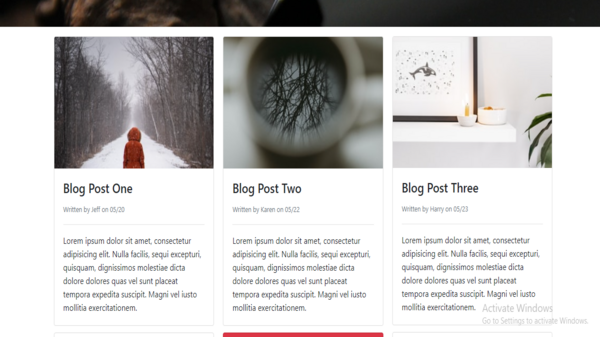 Blog Post One
Written by Jeff on 05/20
Lorem ipsum dolor sit amet, consectetur
adipisicing elit. Nulla facilis, sequi excepturi,
quisquam, dignissimos molestiae dicta
dolore dolores quas vel sunt placeat
tempora expedita suscipit. Magni vel iusto
mollitia exercitationem.
Blog Post Two
Written by Karen on 05/22
Lorem ipsum dolor sit amet, consectetur
adipisicing elit. Nulla facilis, sequi excepturi,
quisquam, dignissimos molestiae dicta
dolore dolores quas vel sunt placeat
tempora expedita suscipit. Magni vel iusto
mollitia exercitationem.
Blog Post Three
Written by Harry on 05/23
Lorem ipsum dolor sit amet, consectetur
adipisicing elit. Nulla facilis, sequi excepturi,
quisquam, dignissimos molestiae dicta
dolore dolores quas vel sunt placeat
tempora expedita suscipit. Magni vel iusto
mollitia exercitationem.
Activate Windows
Go to Settings to activate Windows.